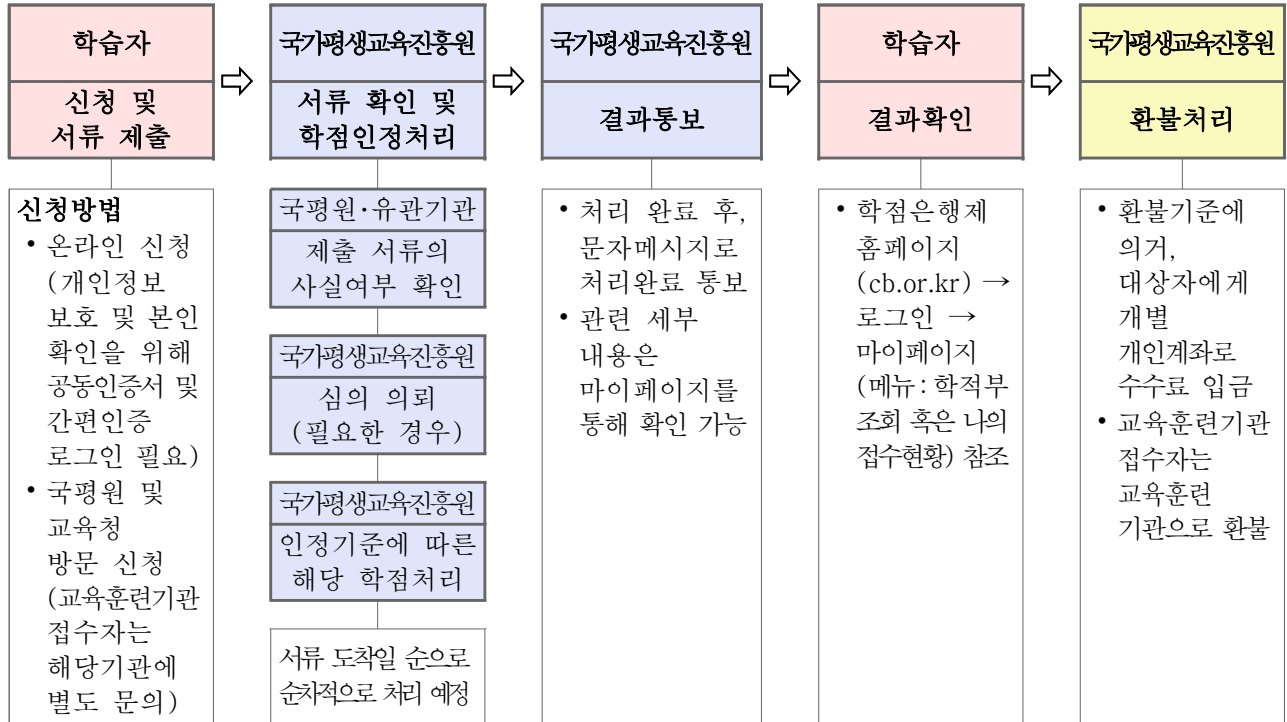 학습자
신청 및
서류 제출
신청방법
• 온라인 신청
(개인정보
보호 및 본인
확인을 위해
공동인증서 및
간편인증
로그인 필요)
• 국평원 및
교육청
방문 신청
(교육훈련기관
접수자는
해당기관에
별도 문의)
국가평생교육진흥원
서류 확인 및
학점인정처리
국평원·유관기관
제출 서류의
사실여부 확인
국가평생교육진흥원
심의 의뢰
(필요한 경우)
국가평생교육진흥원
인정기준에 따른
해당 학점처리
서류 도착일 순으로
순차적으로 처리 예정
국가평생교육진흥원
결과통보
• 처리 완료 후,
문자메시지로
처리완료 통보
• 관련 세부
내용은
마이페이지를
통해 확인 가능
학습자
결과확인
• 학점은행제
홈페이지
(cb.or.kr) →
로그인 →
마이페이지
(메뉴: 학적부
조회 혹은 나의
접수현황) 참조
국가평생교육진흥원
환불처리
• 환불기준에
의거,
대상자에게
개별
개인계좌로
수수료 입금
• 교육훈련기관
접수자는
교육훈련
기관으로 환불